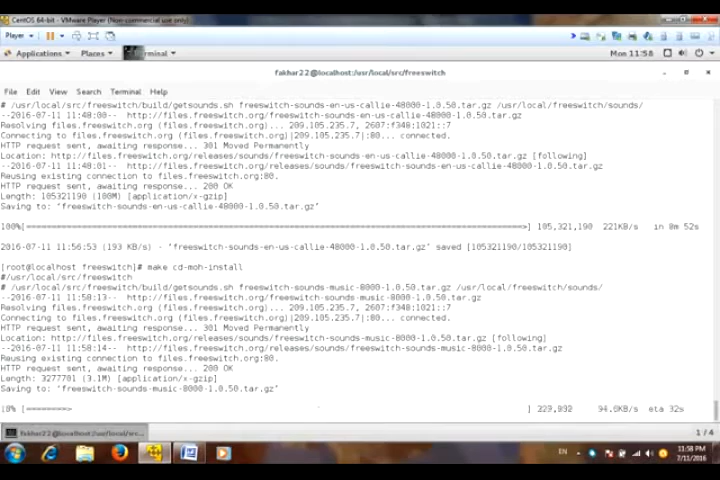 CentOS 64-bit - VMware Player (Non-commercial use only)
Player
Applications Places Terminal Mon 11:58
fakhar22@localhost:/usr/local/src/freeswitch
File Edit View Search Terminal Help
# /usr/local/src/freeswitch/build/getsounds.sh freeswitch-sounds-en-us-callie-48000-1.0.50.tar.gz /usr/local/freeswitch/sounds/
--2016-07-11 11:48:00-- http://files.freeswitch.org/freeswitch-sounds-en-us-callie-48000-1.0.50.tar.gz
Resolving files.freeswitch.org (files.freeswitch.org)... 209.105.235.7, 2607:f348:1021::7
Connecting to files.freeswitch.org (files.freeswitch.org)|209.105.235.7|:80... connected.
HTTP request sent, awaiting response... 301 Moved Permanently
Location: http://files.freeswitch.org/releases/sounds/freeswitch-sounds-en-us-callie-48000-1.0.50.tar.gz [following]
--2016-07-11 11:48:01-- http://files.freeswitch.org/releases/sounds/freeswitch-sounds-en-us-callie-48000-1.0.50.tar.gz
Reusing existing connection to files.freeswitch.org:80.
HTTP request sent, awaiting response... 200 OK
Length: 105321190 (100M) [application/x-gzip]
Saving to: ‘freeswitch-sounds-en-us-callie-48000-1.0.50.tar.gz’
100%[=====================================================================>] 105,321,190 221KB/s in 8m 52s
2016-07-11 11:56:53 (193 KB/s) - ‘freeswitch-sounds-en-us-callie-48000-1.0.50.tar.gz’ saved [105321190/105321190]
[root@localhost freeswitch]# make cd-moh-install
#/usr/local/src/freeswitch
# /usr/local/src/freeswitch/build/getsounds.sh freeswitch-sounds-music-8000-1.0.50.tar.gz /usr/local/freeswitch/sounds/
--2016-07-11 11:58:13-- http://files.freeswitch.org/freeswitch-sounds-music-8000-1.0.50.tar.gz
Resolving files.freeswitch.org (files.freeswitch.org)... 209.105.235.7, 2607:f348:1021::7
Connecting to files.freeswitch.org (files.freeswitch.org)|209.105.235.7|:80... connected.
HTTP request sent, awaiting response... 301 Moved Permanently
Location: http://files.freeswitch.org/releases/sounds/freeswitch-sounds-music-8000-1.0.50.tar.gz [following]
--2016-07-11 11:58:14-- http://files.freeswitch.org/releases/sounds/freeswitch-sounds-music-8000-1.0.50.tar.gz
Reusing existing connection to files.freeswitch.org:80.
HTTP request sent, awaiting response... 200 OK
Length: 3277701 (3.1M) [application/x-gzip]
Saving to: ‘freeswitch-sounds-music-8000-1.0.50.tar.gz’
[=======> ] eta 32s
fakhar22@localhost:/usr/local/src... 1 / 4
EN 11:58 PM
7/11/2016